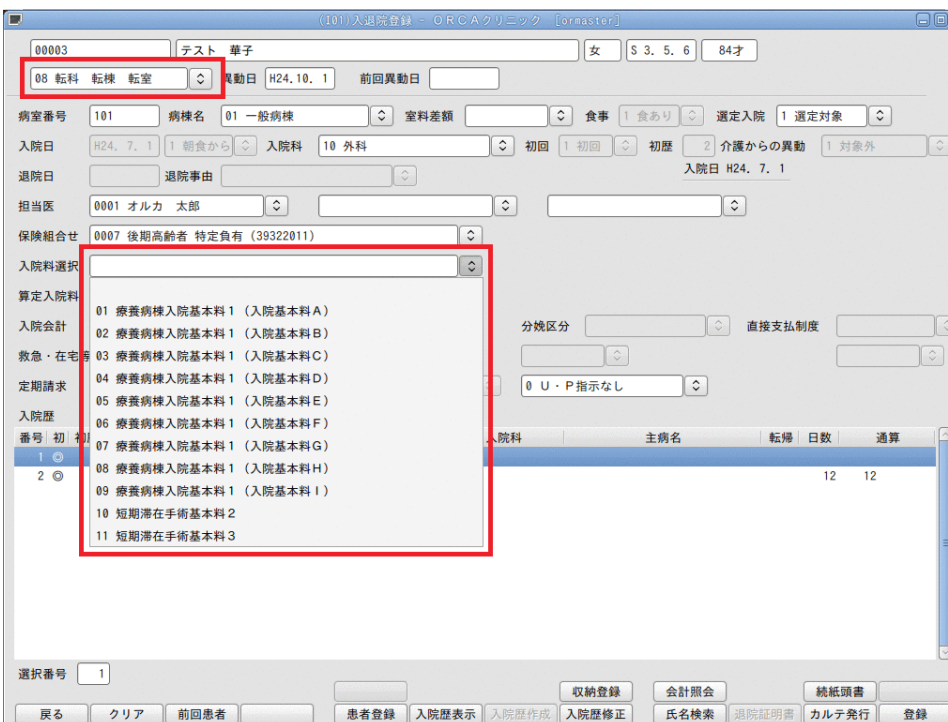 (I01)入退院登録 - ＯＲＣＡクリニック [ormaster]
00003 テスト 華子 女 S 3. 5. 6 84才
08 転科 転棟 転室 異動日 H24.10. 1 前回異動日
病室番号 101 病棟名 01 一般病棟 室料差額 食事 1 食あり 選定入院 1 選定対象
入院日 H24. 7. 1 1 朝食から 入院科 10 外科 初回 1 初回 初歴 2 介護からの異動 1 対象外
入院日 H24. 7. 1
退院日 退院事由
担当医 0001 オルカ 太郎
保険組合せ 0007 後期高齢者 特定負有 (39322011)
入院料選択
算定入院料
01 療養病棟入院基本料１（入院基本料Ａ）
入院会計 分娩区分 直接支払制度
02 療養病棟入院基本料１（入院基本料Ｂ）
救急・在宅等
03 療養病棟入院基本料１（入院基本料Ｃ）
04 療養病棟入院基本料１（入院基本料Ｄ）
定期請求 0 Ｕ・Ｐ指示なし
05 療養病棟入院基本料１（入院基本料Ｅ）
入院歴
06 療養病棟入院基本料１（入院基本料Ｆ）
番号 初 入院科 主病名 転帰 日数 通算
07 療養病棟入院基本料１（入院基本料Ｇ）
1 ◎
08 療養病棟入院基本料１（入院基本料Ｈ）
2 ◎ 12 12
09 療養病棟入院基本料１（入院基本料Ｉ）
10 短期滞在手術基本料２
11 短期滞在手術基本料３
選択番号 1
収納登録 会計照会 続紙頭書
戻る クリア 前回患者 患者登録 入院歴表示 入院歴作成 入院歴修正 氏名検索 退院証明書 カルテ発行 登録